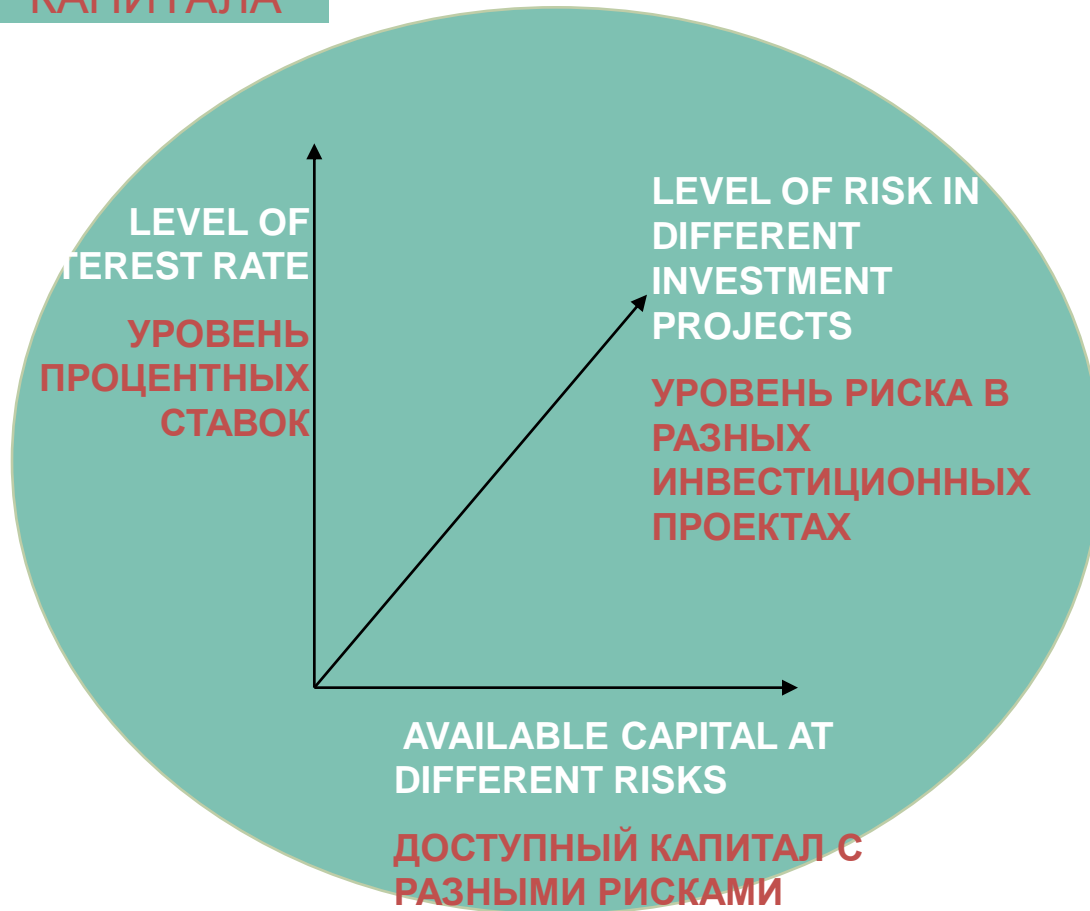 КАПИТАЛА
LEVEL OF
TEREST RATE
УРОВЕНЬ
ПРОЦЕНТНЫХ
СТАВОК
LEVEL OF RISK IN
DIFFERENT
INVESTMENT
PROJECTS
УРОВЕНЬ РИСКА В
РАЗНЫХ
ИНВЕСТИЦИОННЫХ
ПРОЕКТАХ
AVAILABLE CAPITAL AT
DIFFERENT RISKS
ДОСТУПНЫЙ КАПИТАЛ С
РАЗНЫМИ РИСКАМИ